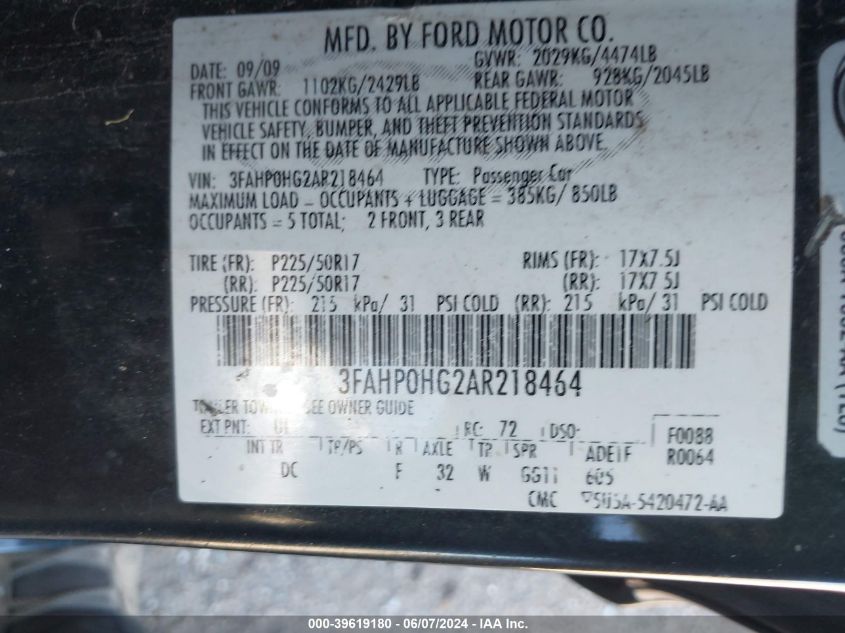 MFD. BY FORD MOTOR CO.
DATE: 09/09 GVWR: 2029KG/4474LB
FRONT GAWR: 1102KG/2429LB REAR GAWR: 928KG/2045LB
THIS VEHICLE CONFORMS TO ALL APPLICABLE FEDERAL MOTOR
VEHICLE SAFETY, BUMPER, AND THEFT PREVENTION STANDARDS
IN EFFECT ON THE DATE OF MANUFACTURE SHOWN ABOVE.
VIN: 3FAHP0HG2AR218464 TYPE: Passenger Car
MAXIMUM LOAD - OCCUPANTS + LUGGAGE = 385KG/ 850LB
OCCUPANTS = 5 TOTAL; 2 FRONT, 3 REAR
TIRE (FR): P225/50R17 RIMS (FR): 17X7.5J
(RR): P225/50R17 (RR): 17X7.5J
PRESSURE (FR): 215 kPa/ 31 PSI COLD (RR): 215 kPa/ 31 PSI COLD
3FAHP0HG2AR218464
SEE OWNER GUIDE
EXT PNT: RC: 72 DSO: F0088
INT TR TP/PS R AXLE TR SPR ADEIF R0064
DC F 32 W GG11
CMC
000-39619180 - 06/07/2024 - IAA Inc.